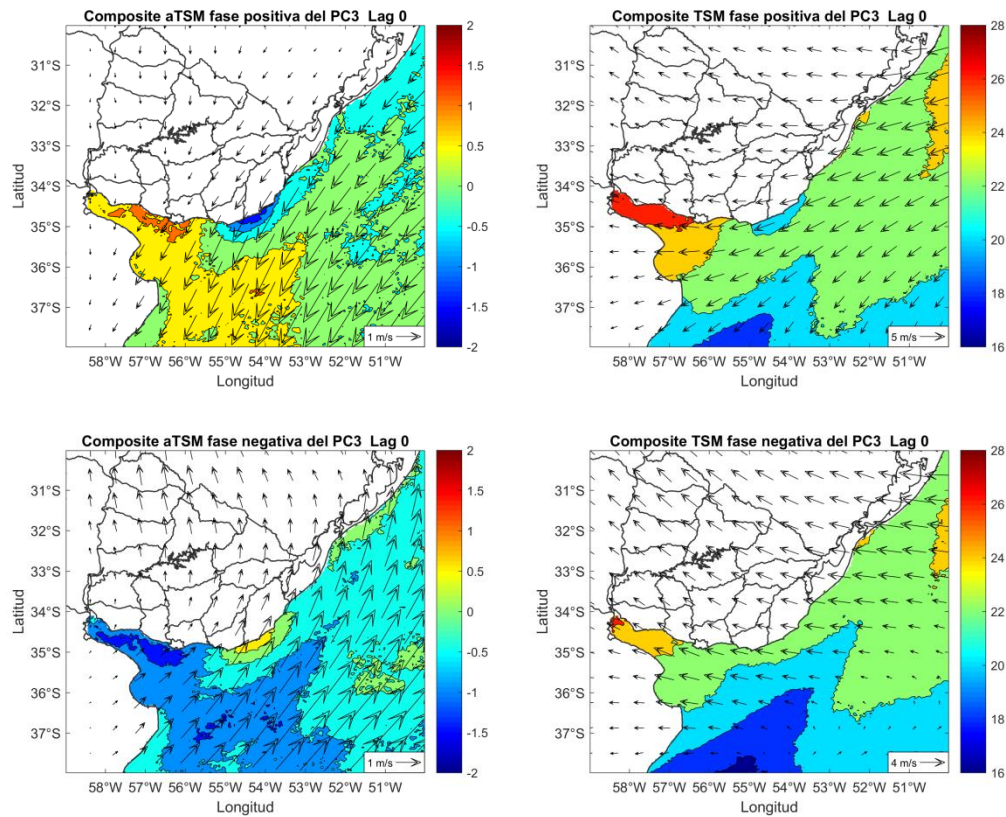 Composite aTSM fase positiva del PC3 Lag 0
31°S
32°S
33°S
34°S
35°S
36°S
37°S
Latitud
58°W 57°W 56°W 55°W 54°W 53°W 52°W 51°W
Longitud
1 m/s
2
1.5
1
0.5
0
-0.5
-1
-1.5
-2
Composite TSM fase positiva del PC3 Lag 0
31°S
32°S
33°S
34°S
35°S
36°S
37°S
Latitud
58°W 57°W 56°W 55°W 54°W 53°W 52°W 51°W
Longitud
5 m/s
28
26
24
22
20
18
16
Composite aTSM fase negativa del PC3 Lag 0
31°S
32°S
33°S
34°S
35°S
36°S
37°S
Latitud
58°W 57°W 56°W 55°W 54°W 53°W 52°W 51°W
Longitud
1 m/s
2
1.5
1
0.5
0
-0.5
-1
-1.5
-2
Composite TSM fase negativa del PC3 Lag 0
31°S
32°S
33°S
34°S
35°S
36°S
37°S
Latitud
58°W 57°W 56°W 55°W 54°W 53°W 52°W 51°W
Longitud
4 m/s
28
26
24
22
20
18
16